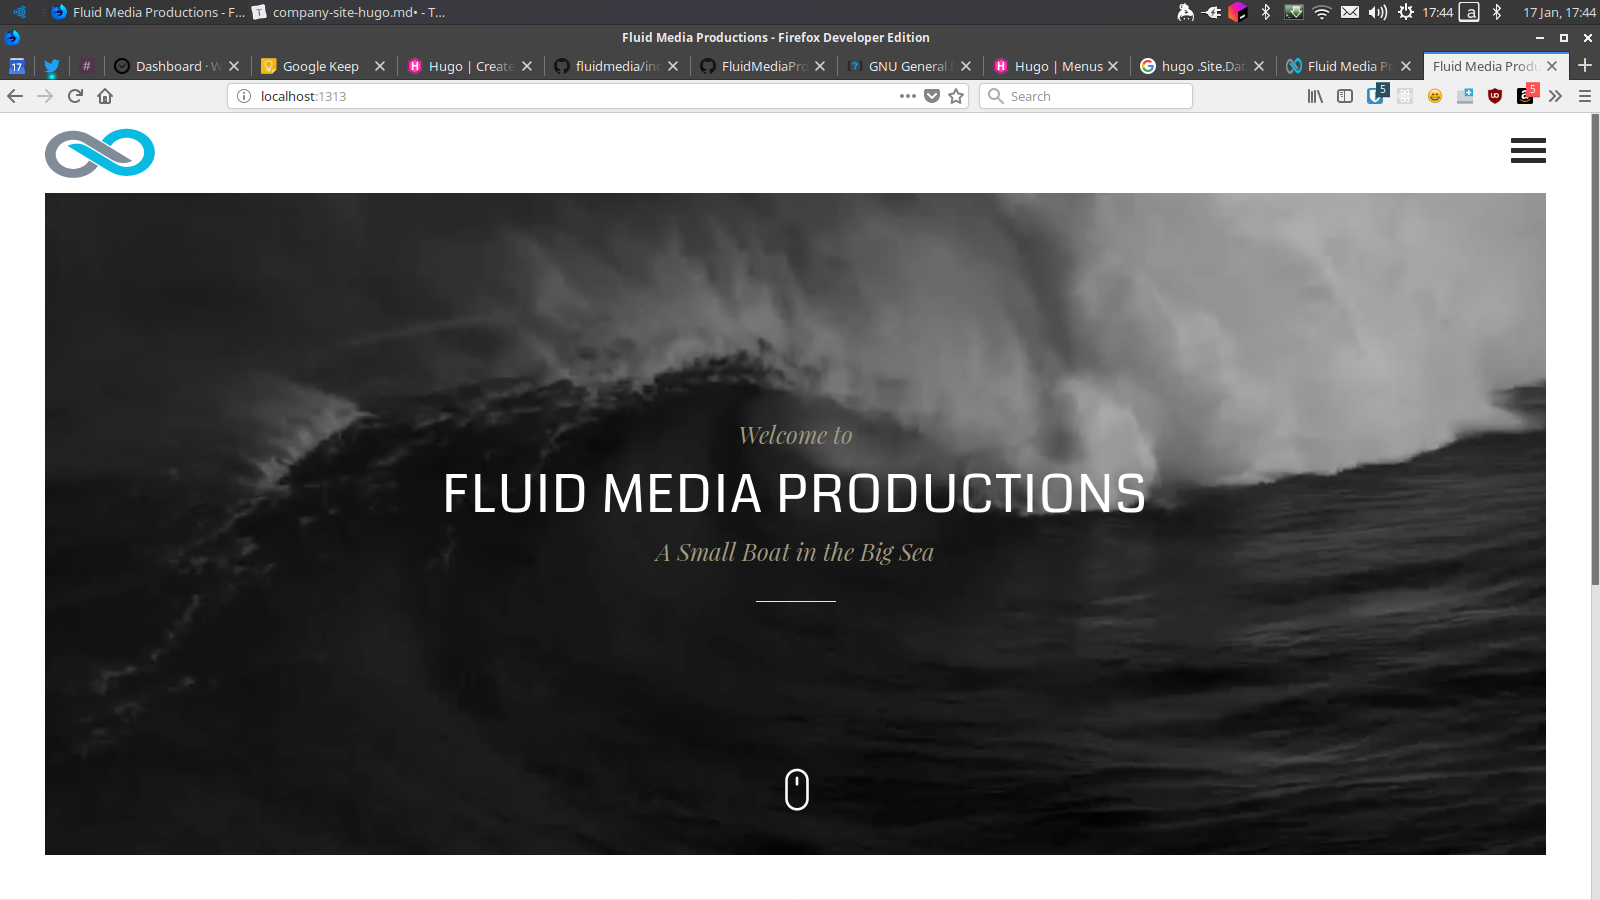 Fluid Media Productions - F...
company-site-hugo.md• - T...
17:44
a
17 Jan, 17:44
Fluid Media Productions - Firefox Developer Edition
17
#
Dashboard · W
Google Keep
Hugo | Create
fluidmedia/in
FluidMediaPro
GNU General
Hugo | Menus
hugo .Site.Dat
Fluid Media Pr
Fluid Media Produ
localhost:1313
Search
5
5
Welcome to
FLUID MEDIA PRODUCTIONS
A Small Boat in the Big Sea